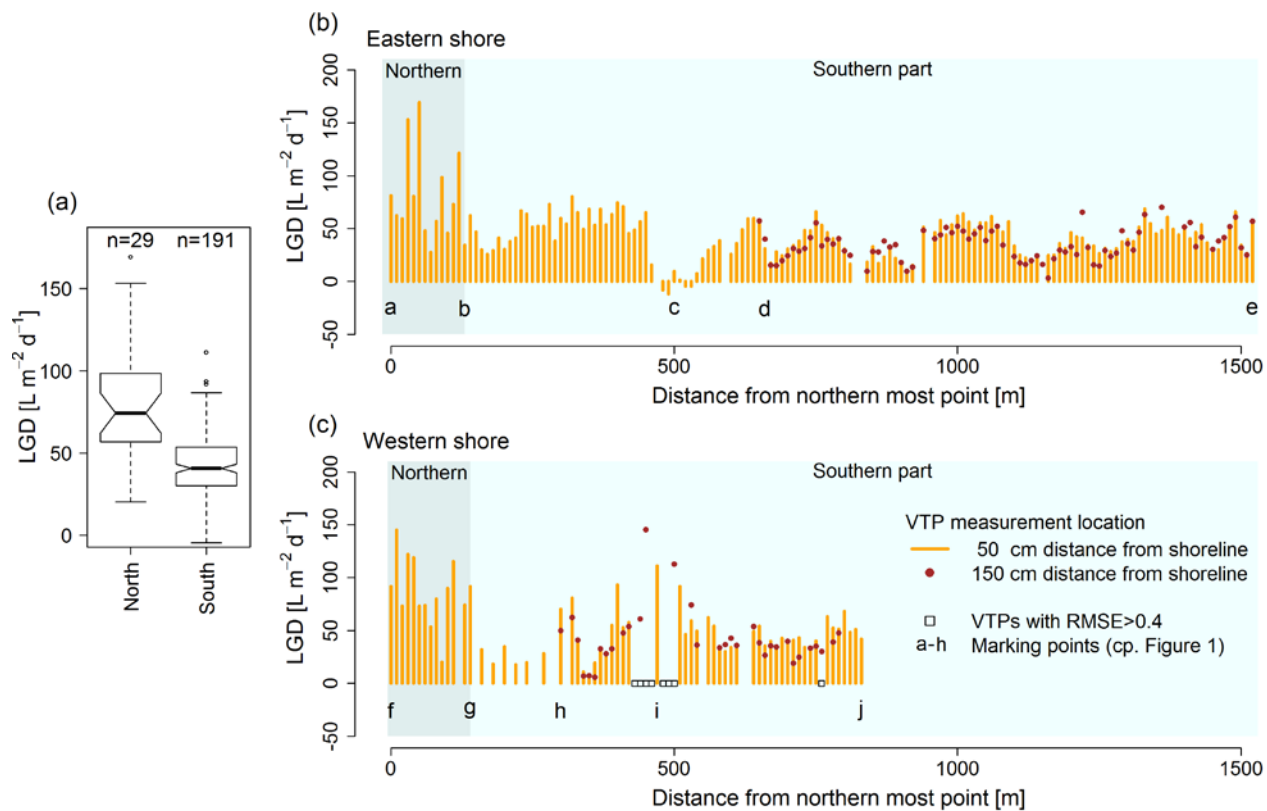 (a)
n=29 n=191
LGD [L m⁻² d⁻¹]
150
100
50
0
North
South
(b)
Eastern shore
Northern
Southern part
LGD [L m⁻² d⁻¹]
200
150
100
50
0
-50
a b c d e
0 500 1000 1500
Distance from northern most point [m]
(c)
Western shore
Northern
Southern part
LGD [L m⁻² d⁻¹]
200
150
100
50
0
-50
VTP measurement location
50 cm distance from shoreline
150 cm distance from shoreline
VTPs with RMSE>0.4
a-h Marking points (cp. Figure 1)
f g h i j
0 500 1000 1500
Distance from northern most point [m]